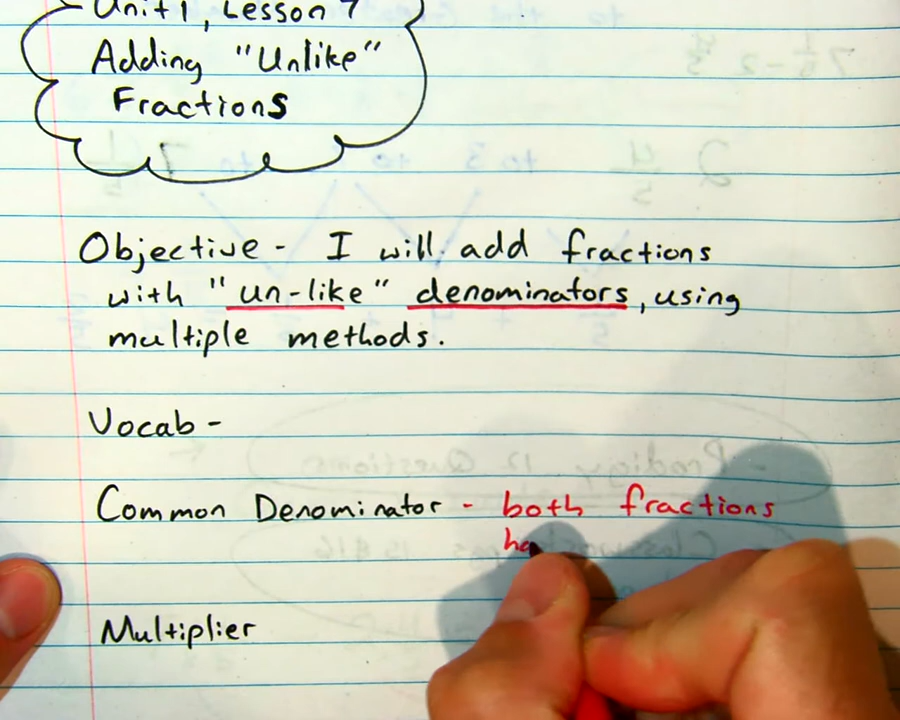 Unit 1, Lesson 7
Adding "Unlike"
Fractions
Objective - I will add fractions
with "un-like" denominators, using
multiple methods.
Vocab -
Common Denominator - both fractions
Multiplier